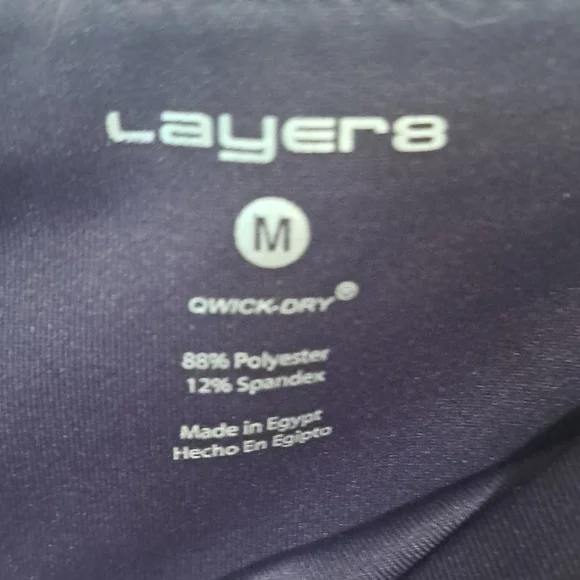 Layer8
M
QWICK-DRY®
88% Polyester
12% Spandex
Made in Egypt
Hecho En Egipto